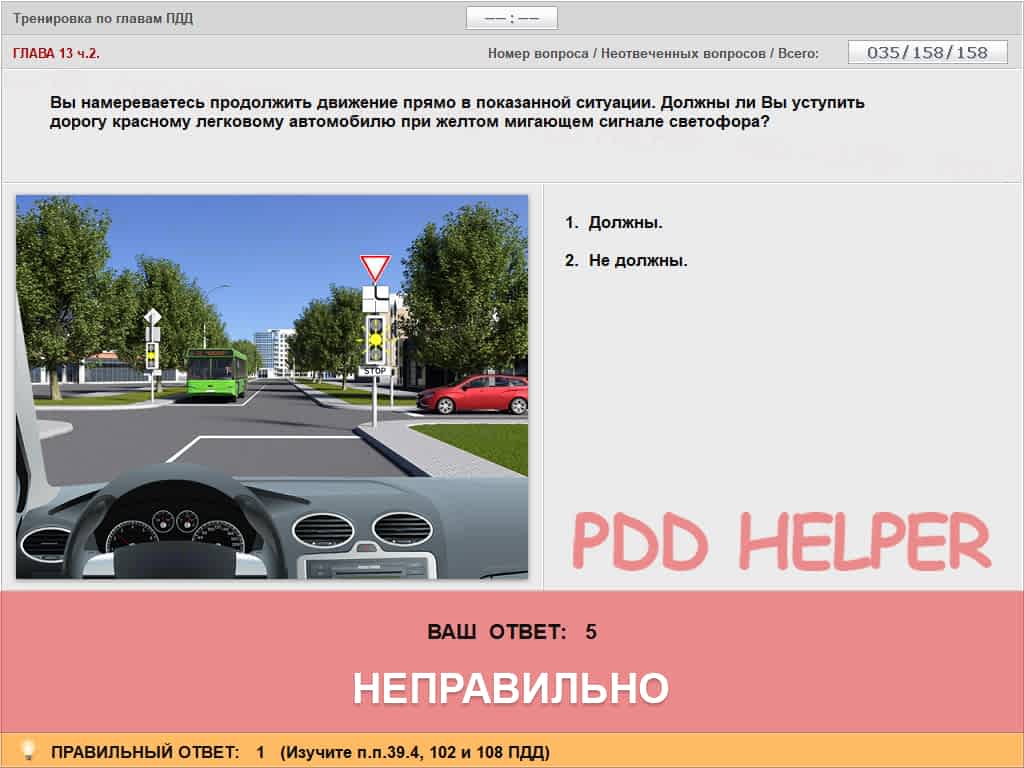 Тренировка по главам ПДД
—— : ——
ГЛАВА 13 ч.2.
Номер вопроса / Неотвеченных вопросов / Всего:
035/158/158
Вы намереваетесь продолжить движение прямо в показанной ситуации. Должны ли Вы уступить
дорогу красному легковому автомобилю при желтом мигающем сигнале светофора?
STOP
1. Должны.
2. Не должны.
PDD HELPER
ВАШ ОТВЕТ: 5
НЕПРАВИЛЬНО
ПРАВИЛЬНЫЙ ОТВЕТ: 1 (Изучите п.п.39.4, 102 и 108 ПДД)